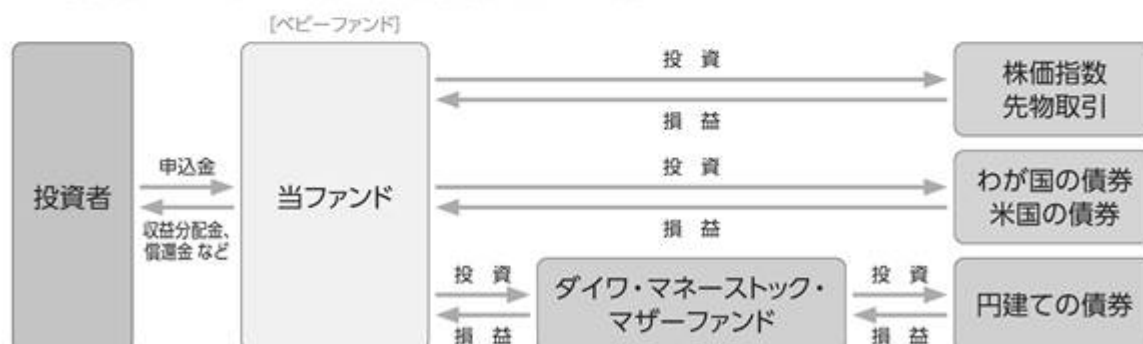 [ベビーファンド]
投資者
申込金
収益分配金、
償還金 など
当ファンド
投 資
損 益
株価指数
先物取引
投 資
損 益
わが国の債券
米国の債券
投 資
損 益
ダイワ・マネーストック・
マザーファンド
投 資
損 益
円建ての債券